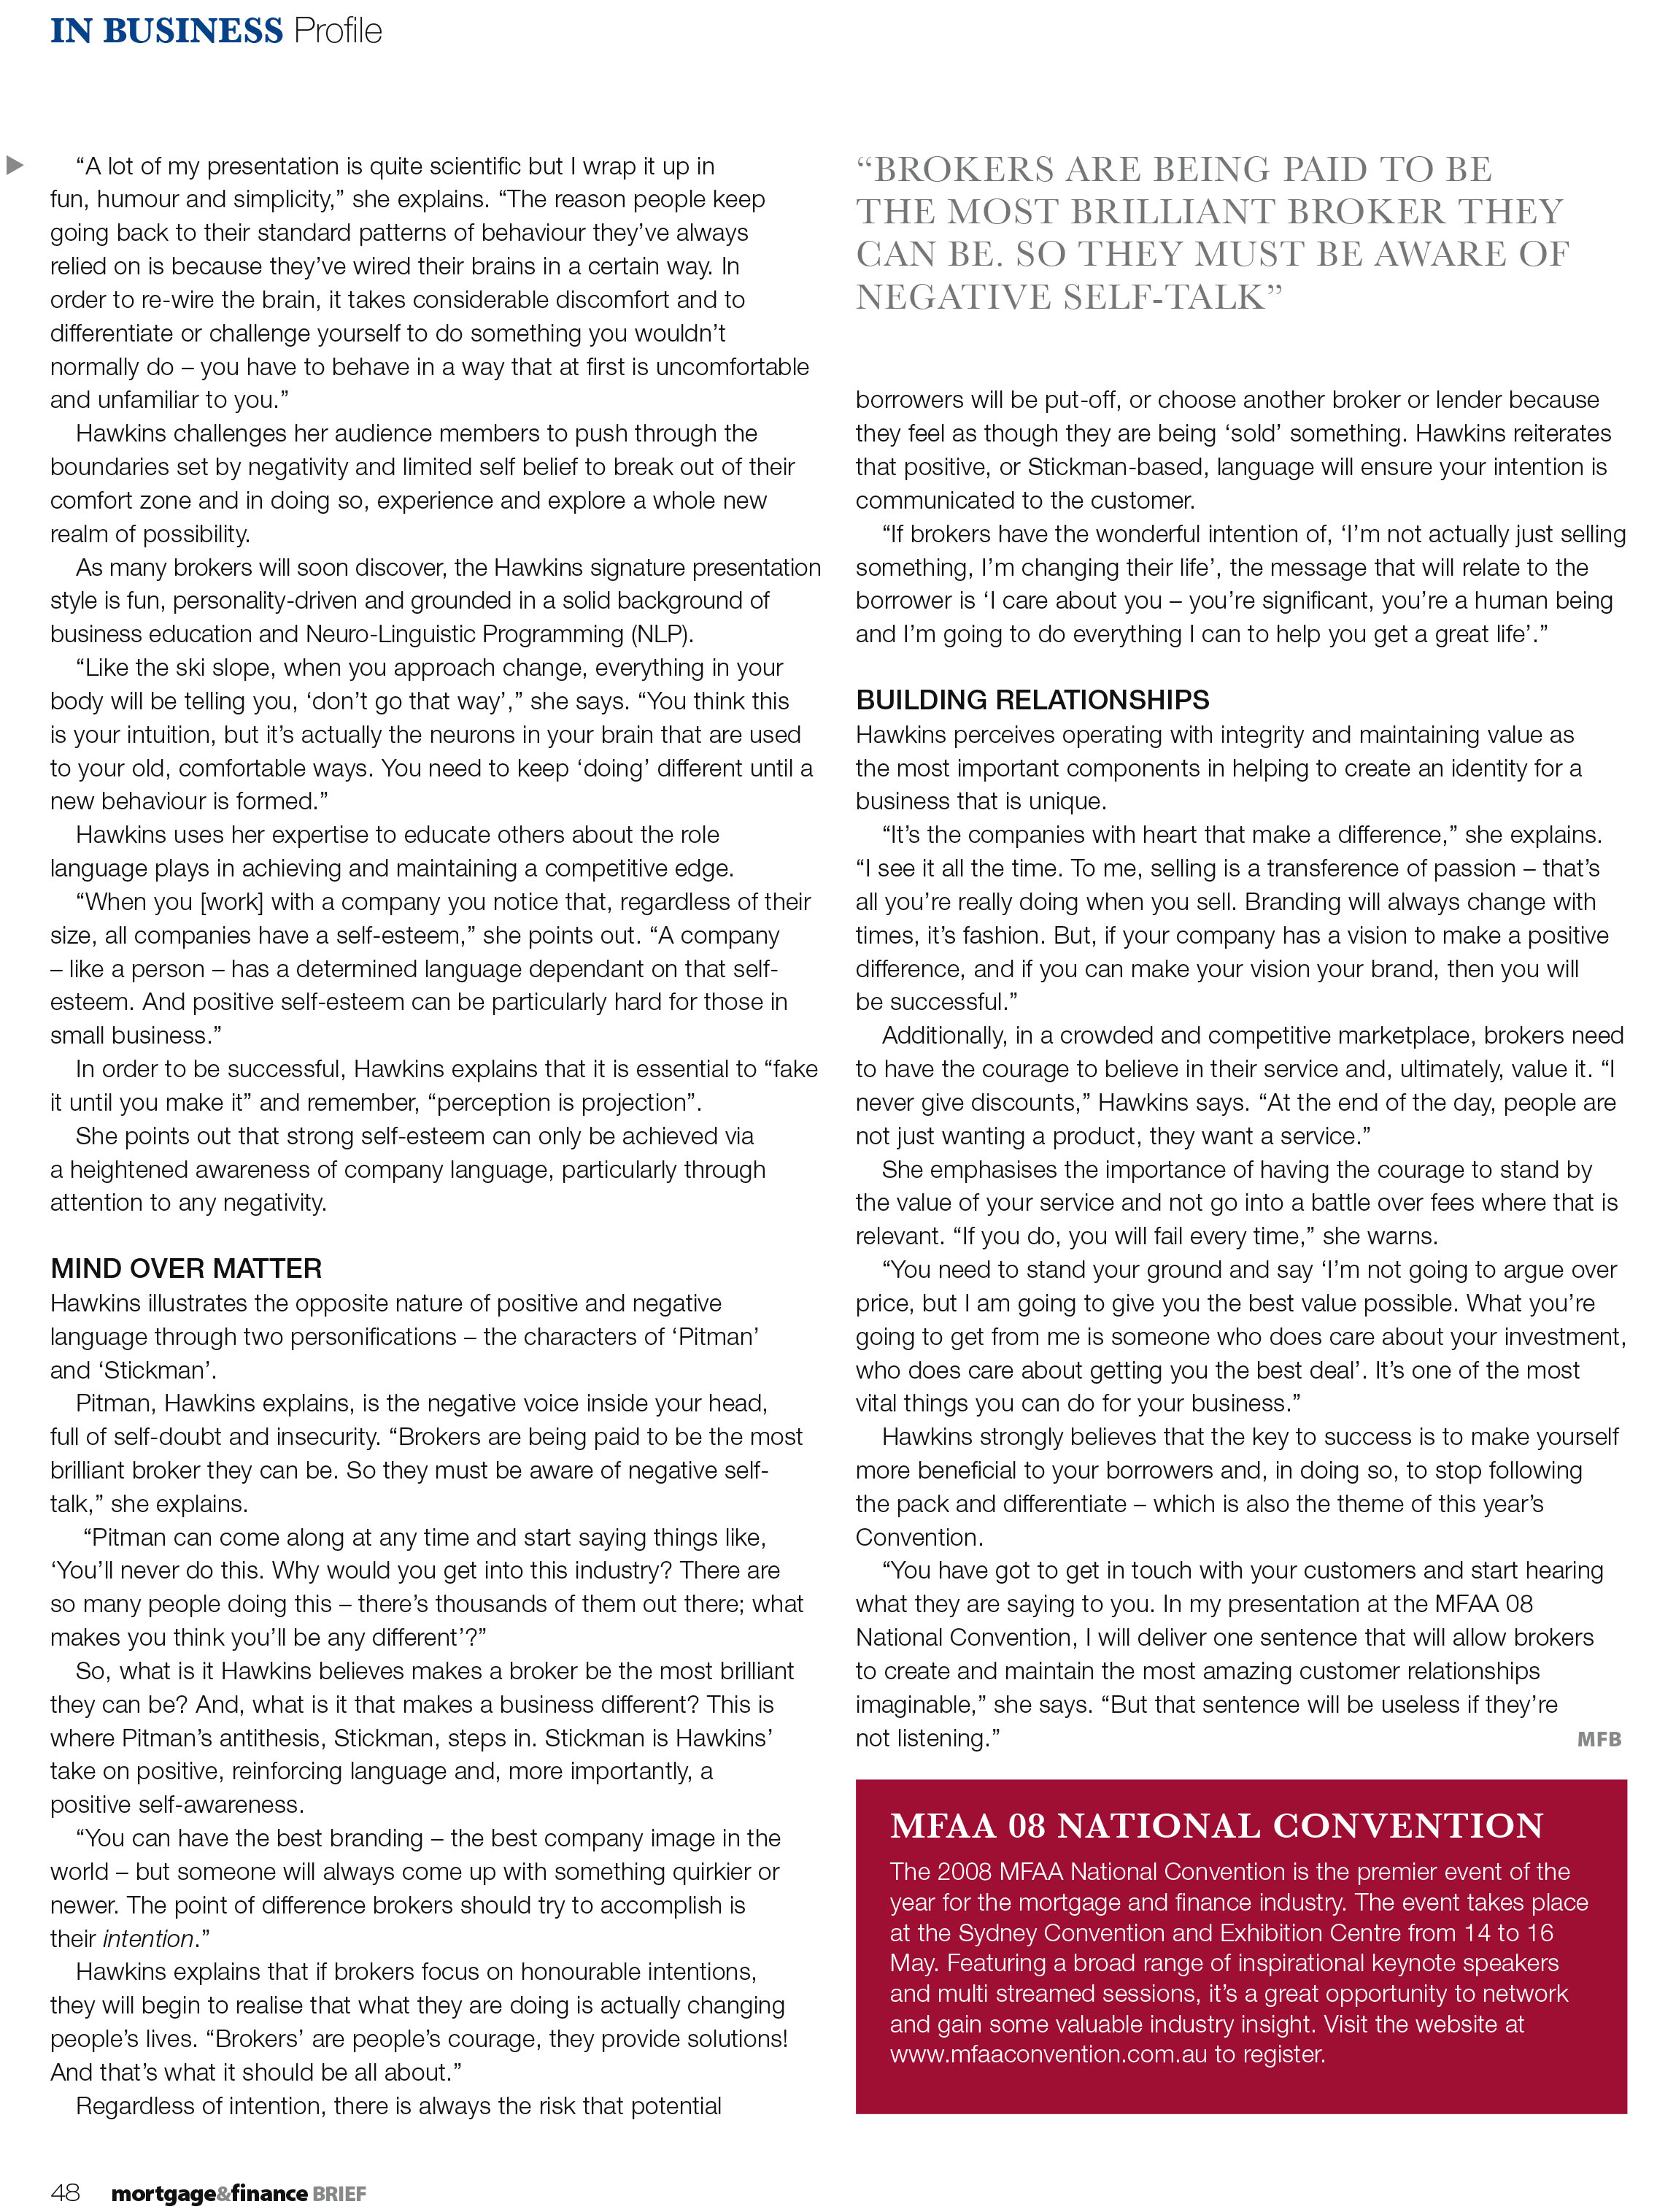 IN BUSINESS Profile
“A lot of my presentation is quite scientific but I wrap it up in
fun, humour and simplicity,” she explains. “The reason people keep
going back to their standard patterns of behaviour they’ve always
relied on is because they’ve wired their brains in a certain way. In
order to re-wire the brain, it takes considerable discomfort and to
differentiate or challenge yourself to do something you wouldn’t
normally do – you have to behave in a way that at first is uncomfortable
and unfamiliar to you.”
Hawkins challenges her audience members to push through the
boundaries set by negativity and limited self belief to break out of their
comfort zone and in doing so, experience and explore a whole new
realm of possibility.
As many brokers will soon discover, the Hawkins signature presentation
style is fun, personality-driven and grounded in a solid background of
business education and Neuro-Linguistic Programming (NLP).
“Like the ski slope, when you approach change, everything in your
body will be telling you, ‘don’t go that way’,” she says. “You think this
is your intuition, but it’s actually the neurons in your brain that are used
to your old, comfortable ways. You need to keep ‘doing’ different until a
new behaviour is formed.”
Hawkins uses her expertise to educate others about the role
language plays in achieving and maintaining a competitive edge.
“When you [work] with a company you notice that, regardless of their
size, all companies have a self-esteem,” she points out. “A company
– like a person – has a determined language dependant on that self-
esteem. And positive self-esteem can be particularly hard for those in
small business.”
In order to be successful, Hawkins explains that it is essential to “fake
it until you make it” and remember, “perception is projection”.
She points out that strong self-esteem can only be achieved via
a heightened awareness of company language, particularly through
attention to any negativity.
MIND OVER MATTER
Hawkins illustrates the opposite nature of positive and negative
language through two personifications – the characters of ‘Pitman’
and ‘Stickman’.
Pitman, Hawkins explains, is the negative voice inside your head,
full of self-doubt and insecurity. “Brokers are being paid to be the most
brilliant broker they can be. So they must be aware of negative self-
talk,” she explains.
“Pitman can come along at any time and start saying things like,
‘You’ll never do this. Why would you get into this industry? There are
so many people doing this – there’s thousands of them out there; what
makes you think you’ll be any different’?”
So, what is it Hawkins believes makes a broker be the most brilliant
they can be? And, what is it that makes a business different? This is
where Pitman’s antithesis, Stickman, steps in. Stickman is Hawkins’
take on positive, reinforcing language and, more importantly, a
positive self-awareness.
“You can have the best branding – the best company image in the
world – but someone will always come up with something quirkier or
newer. The point of difference brokers should try to accomplish is
their intention.”
Hawkins explains that if brokers focus on honourable intentions,
they will begin to realise that what they are doing is actually changing
people’s lives. “Brokers’ are people’s courage, they provide solutions!
And that’s what it should be all about.”
Regardless of intention, there is always the risk that potential
“BROKERS ARE BEING PAID TO BE
THE MOST BRILLIANT BROKER THEY
CAN BE. SO THEY MUST BE AWARE OF
NEGATIVE SELF-TALK”
borrowers will be put-off, or choose another broker or lender because
they feel as though they are being ‘sold’ something. Hawkins reiterates
that positive, or Stickman-based, language will ensure your intention is
communicated to the customer.
“If brokers have the wonderful intention of, ‘I’m not actually just selling
something, I’m changing their life’, the message that will relate to the
borrower is ‘I care about you – you’re significant, you’re a human being
and I’m going to do everything I can to help you get a great life’.”
BUILDING RELATIONSHIPS
Hawkins perceives operating with integrity and maintaining value as
the most important components in helping to create an identity for a
business that is unique.
“It’s the companies with heart that make a difference,” she explains.
“I see it all the time. To me, selling is a transference of passion – that’s
all you’re really doing when you sell. Branding will always change with
times, it’s fashion. But, if your company has a vision to make a positive
difference, and if you can make your vision your brand, then you will
be successful.”
Additionally, in a crowded and competitive marketplace, brokers need
to have the courage to believe in their service and, ultimately, value it. “I
never give discounts,” Hawkins says. “At the end of the day, people are
not just wanting a product, they want a service.”
She emphasises the importance of having the courage to stand by
the value of your service and not go into a battle over fees where that is
relevant. “If you do, you will fail every time,” she warns.
“You need to stand your ground and say ‘I’m not going to argue over
price, but I am going to give you the best value possible. What you’re
going to get from me is someone who does care about your investment,
who does care about getting you the best deal’. It’s one of the most
vital things you can do for your business.”
Hawkins strongly believes that the key to success is to make yourself
more beneficial to your borrowers and, in doing so, to stop following
the pack and differentiate – which is also the theme of this year’s
Convention.
“You have got to get in touch with your customers and start hearing
what they are saying to you. In my presentation at the MFAA 08
National Convention, I will deliver one sentence that will allow brokers
to create and maintain the most amazing customer relationships
imaginable,” she says. “But that sentence will be useless if they’re
not listening.” MFB
MFAA 08 NATIONAL CONVENTION
The 2008 MFAA National Convention is the premier event of the
year for the mortgage and finance industry. The event takes place
at the Sydney Convention and Exhibition Centre from 14 to 16
May. Featuring a broad range of inspirational keynote speakers
and multi streamed sessions, it’s a great opportunity to network
and gain some valuable industry insight. Visit the website at
www.mfaaconvention.com.au to register.
48 mortgage&finance BRIEF